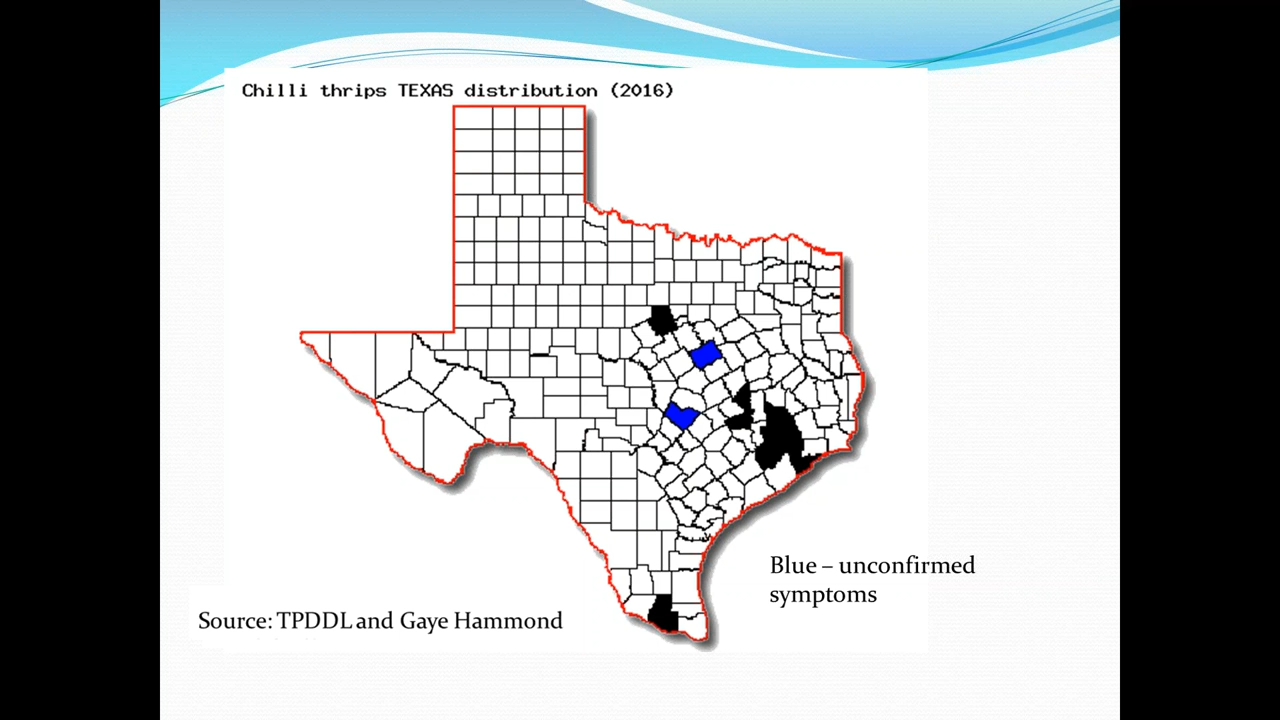 Chilli thrips TEXAS distribution (2016)
Blue – unconfirmed
symptoms
Source: TPDDL and Gaye Hammond